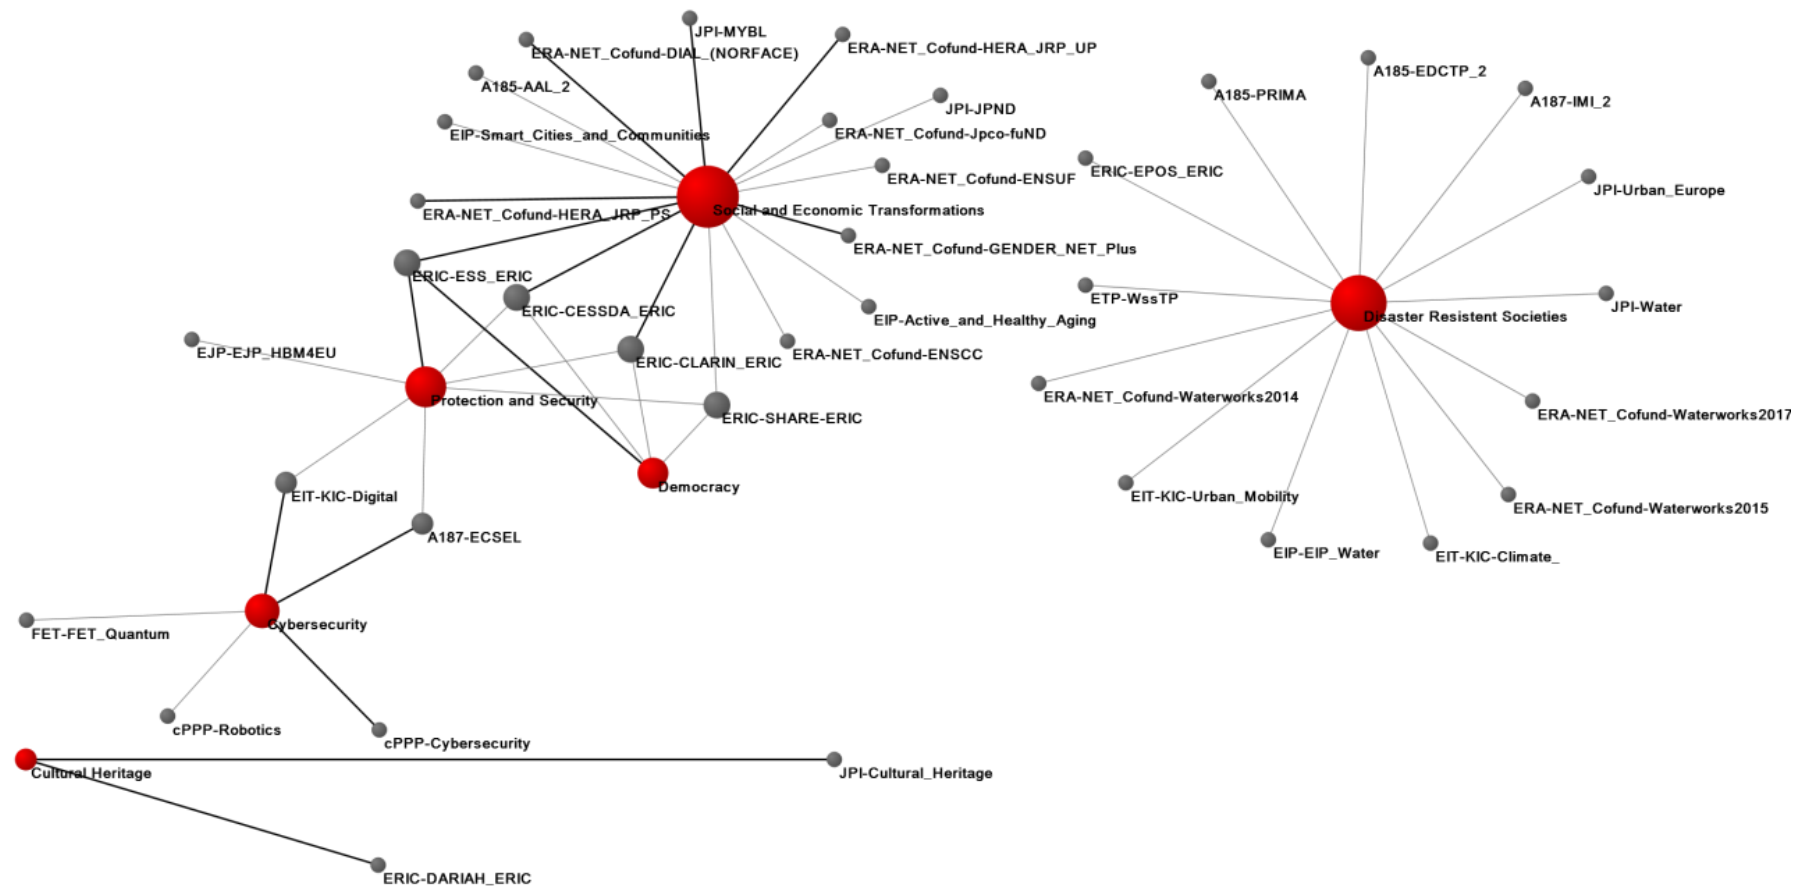 JPI-MYBL
ERA-NET_Cofund-HERA_JRP_UP
ERA-NET_Cofund-DIAL_(NORFACE)
A185-EDCTP_2
A185-AAL_2
A185-PRIMA
A187-IMI_2
JPI-JPND
EIP-Smart_Cities_and_Communities
ERA-NET_Cofund-Jpco-fuND
ERIC-EPOS_ERIC
ERA-NET_Cofund-ENSUF
JPI-Urban_Europe
ERA-NET_Cofund-HERA_JRP_PS
Social and Economic Transformations
ERA-NET_Cofund-GENDER_NET_Plus
ERIC-ESS_ERIC
ETP-WssTP
JPI-Water
ERIC-CESSDA_ERIC
EIP-Active_and_Healthy_Aging
Disaster Resistent Societies
EJP-EJP_HBM4EU
ERA-NET_Cofund-ENSCC
ERIC-CLARIN_ERIC
Protection and Security
ERA-NET_Cofund-Waterworks2014
ERIC-SHARE-ERIC
ERA-NET_Cofund-Waterworks2017
Democracy
EIT-KIC-Digital
EIT-KIC-Urban_Mobility
ERA-NET_Cofund-Waterworks2015
A187-ECSEL
EIP-EIP_Water
EIT-KIC-Climate_
Cybersecurity
FET-FET_Quantum
cPPP-Robotics
cPPP-Cybersecurity
Cultural Heritage
JPI-Cultural_Heritage
ERIC-DARIAH_ERIC